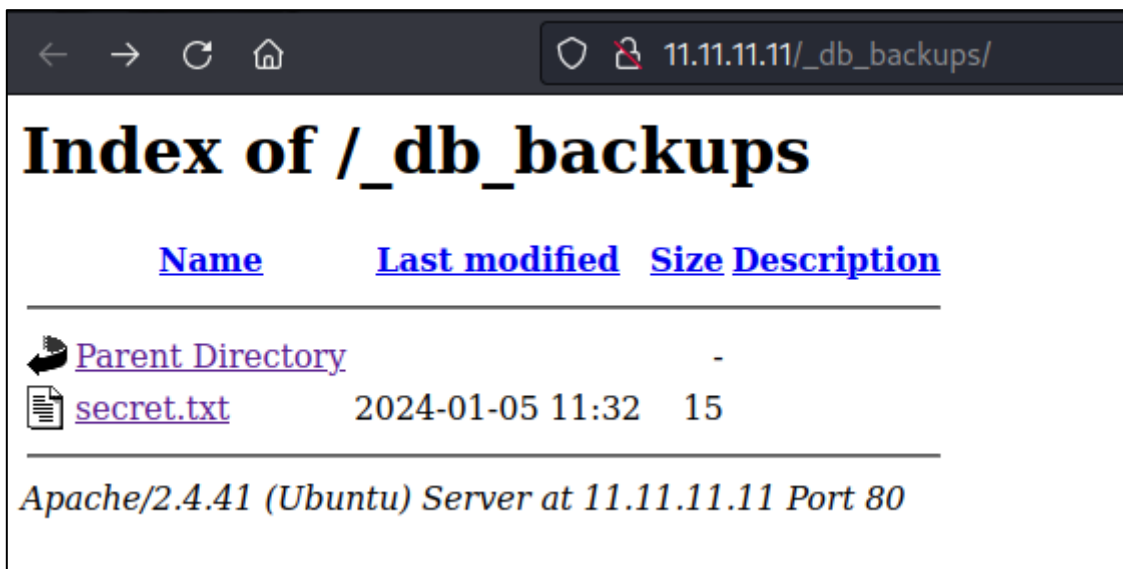 11.11.11.11/_db_backups/
Index of /_db_backups
Name Last modified Size Description
Parent Directory -
secret.txt 2024-01-05 11:32 15
Apache/2.4.41 (Ubuntu) Server at 11.11.11.11 Port 80